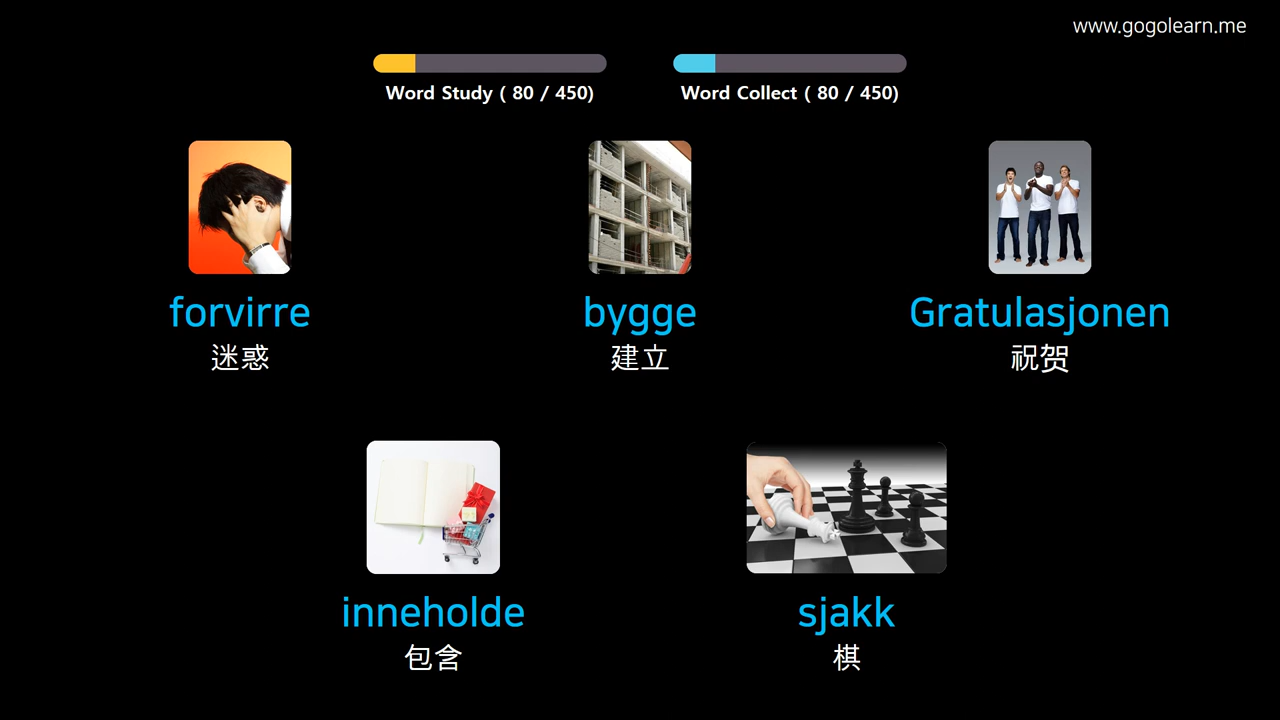 www.gogolearn.me
Word Study ( 80 / 450)
Word Collect ( 80 / 450)
forvirre
迷惑
bygge
建立
Gratulasjonen
祝贺
inneholde
包含
sjakk
棋